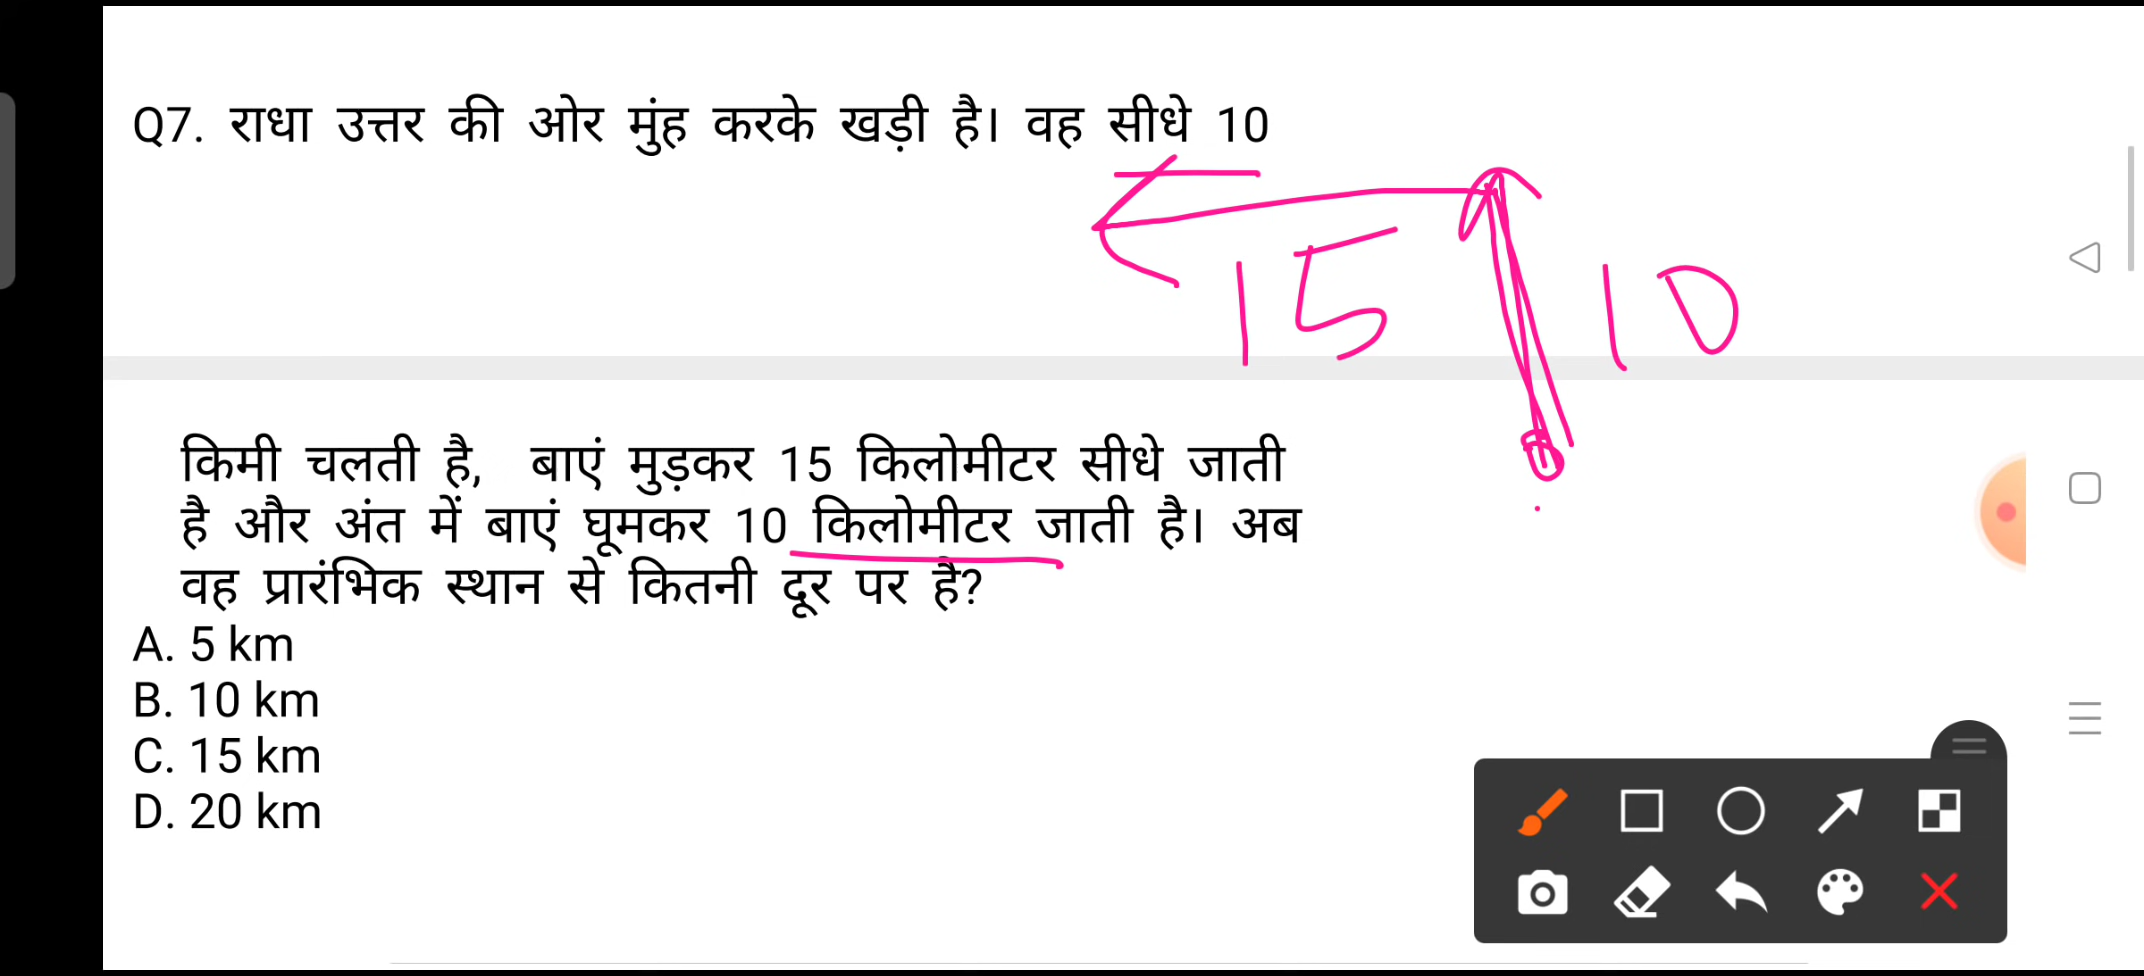 Q7. राधा उत्तर की ओर मुंह करके खड़ी है। वह सीधे 10
15
10
किमी चलती है, बाएं मुड़कर 15 किलोमीटर सीधे जाती
है और अंत में बाएं घूमकर 10 किलोमीटर जाती है। अब
वह प्रारंभिक स्थान से कितनी दूर पर है?
A. 5 km
B. 10 km
C. 15 km
D. 20 km